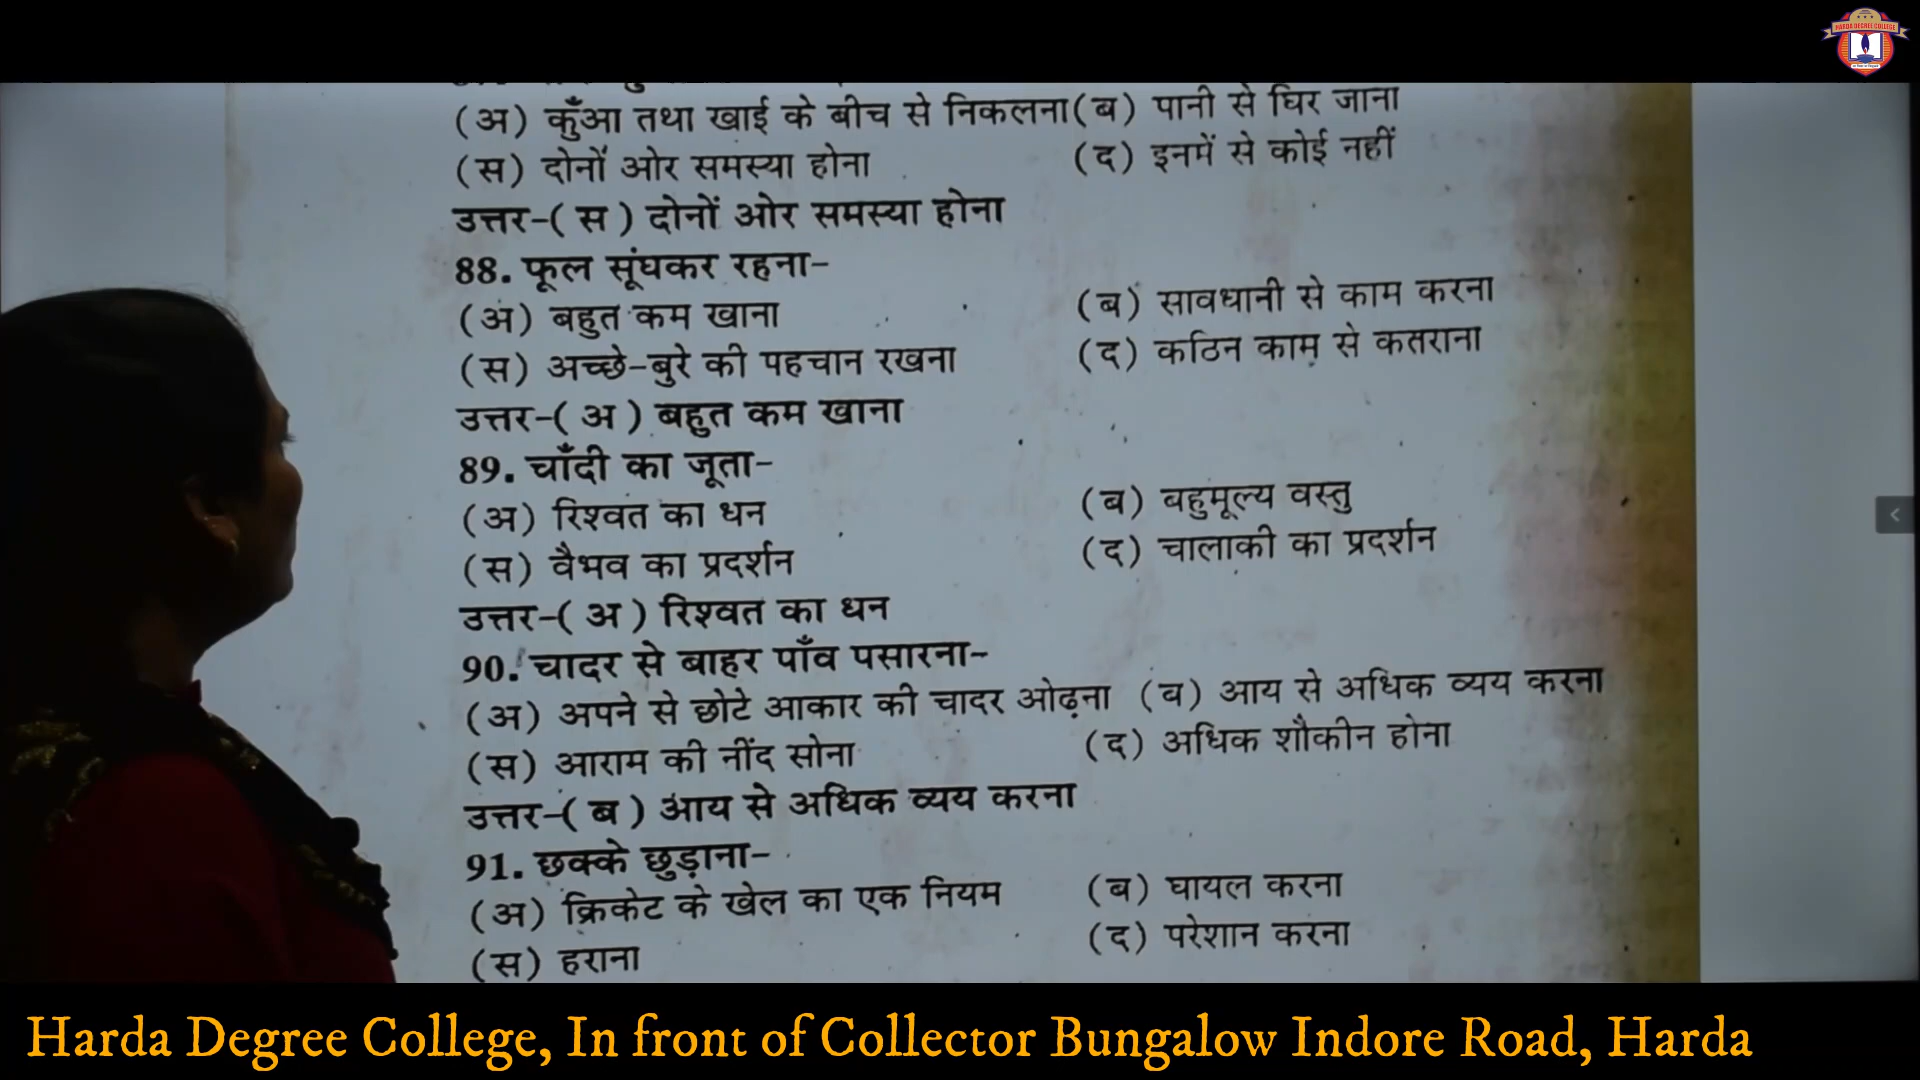 (अ) कुँआ तथा खाई के बीच से निकलना (ब) पानी से घिर जाना
(स) दोनों ओर समस्या होना (द) इनमें से कोई नहीं
उत्तर-( स ) दोनों ओर समस्या होना
88. फूल सूंघकर रहना-
(अ) बहुत कम खाना (ब) सावधानी से काम करना
(स) अच्छे-बुरे की पहचान रखना (द) कठिन काम से कतराना
उत्तर-( अ ) बहुत कम खाना
89. चाँदी का जूता-
(अ) रिश्वत का धन (ब) बहुमूल्य वस्तु
(स) वैभव का प्रदर्शन (द) चालाकी का प्रदर्शन
उत्तर-( अ ) रिश्वत का धन
90. चादर से बाहर पाँव पसारना-
(अ) अपने से छोटे आकार की चादर ओढ़ना (ब) आय से अधिक व्यय करना
(स) आराम की नींद सोना (द) अधिक शौकीन होना
उत्तर-( ब ) आय से अधिक व्यय करना
91. छक्के छुड़ाना-
(अ) क्रिकेट के खेल का एक नियम (ब) घायल करना
(स) हराना (द) परेशान करना
HARDA DEGREE COLLEGE
Harda Degree College, In front of Collector Bungalow Indore Road, Harda